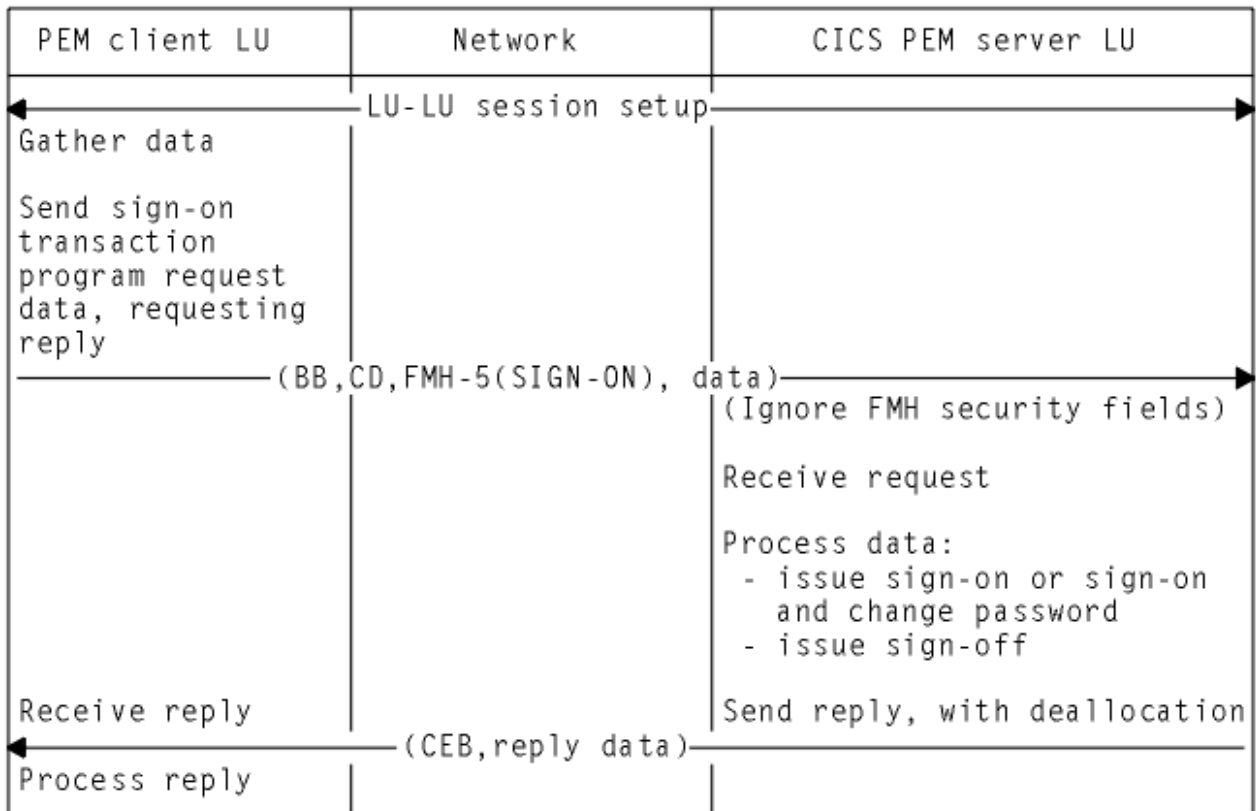 PEM client LU Network CICS PEM server LU
LU-LU session setup
Gather data
Send sign-on
transaction
program request
data, requesting
reply
(BB,CD,FMH-5(SIGN-ON), data)
(Ignore FMH security fields)
Receive request
Process data:
- issue sign-on or sign-on
and change password
- issue sign-off
Receive reply Send reply, with deallocation
(CEB,reply data)
Process reply